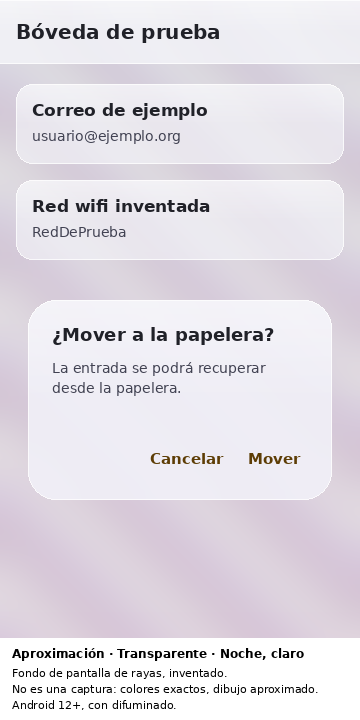 Bóveda de prueba
Correo de ejemplo
usuario@ejemplo.org
Red wifi inventada
RedDePrueba
¿Mover a la papelera?
La entrada se podrá recuperar
desde la papelera.
Cancelar Mover
Aproximación · Transparente · Noche, claro
Fondo de pantalla de rayas, inventado.
No es una captura: colores exactos, dibujo aproximado.
Android 12+, con difuminado.